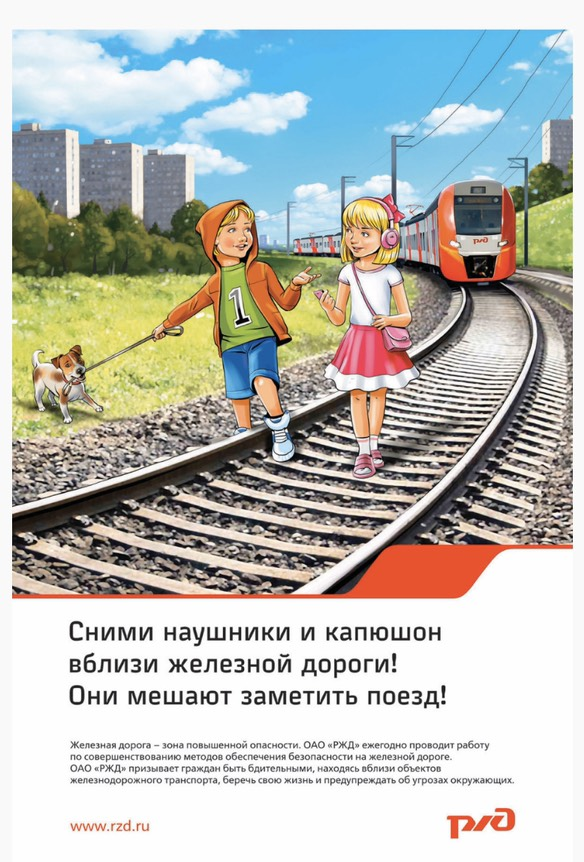 1
РЖД
Сними наушники и капюшон
вблизи железной дороги!
Они мешают заметить поезд!
Железная дорога – зона повышенной опасности. ОАО «РЖД» ежегодно проводит работу
по совершенствованию методов обеспечения безопасности на железной дороге.
ОАО «РЖД» призывает граждан быть бдительными, находясь вблизи объектов
железнодорожного транспорта, беречь свою жизнь и предупреждать об угрозах окружающих.
www.rzd.ru
РЖД